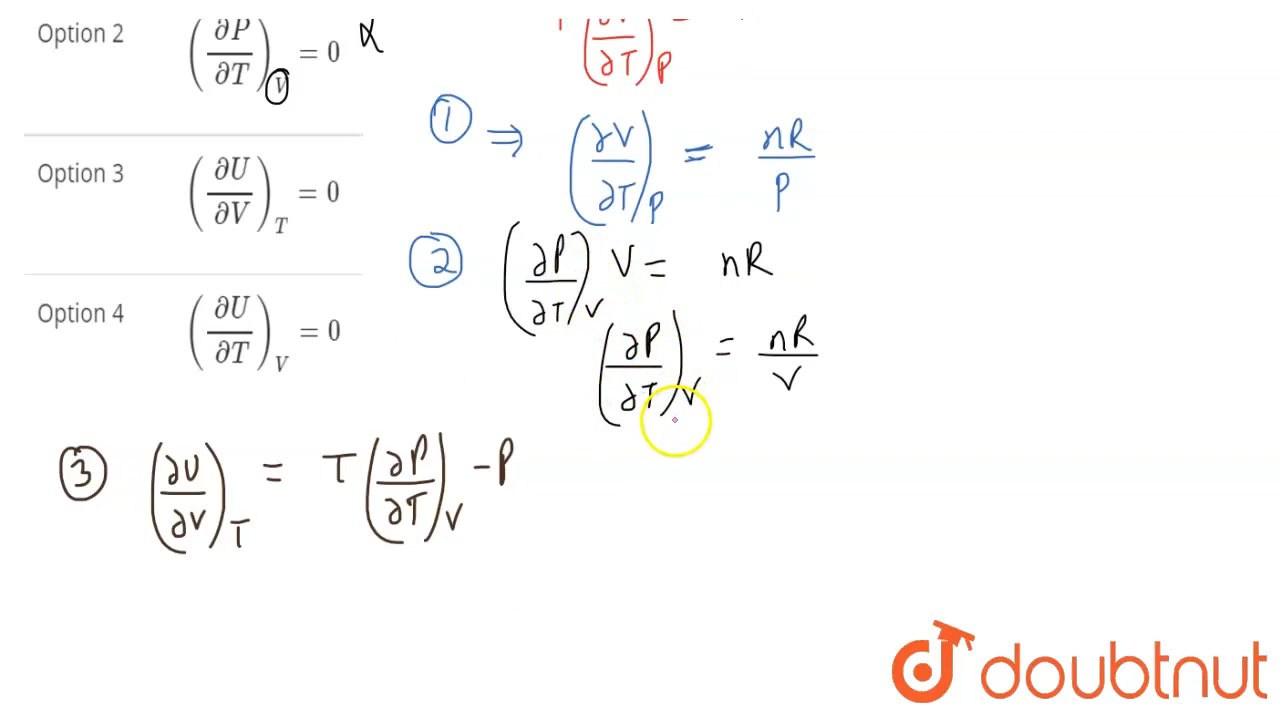 Option 2 (∂P/∂T)_V = 0 α
(∂V/∂T)_P
① ⇒ (∂V/∂T)_P = nR/P
Option 3 (∂U/∂V)_T = 0
② (∂P/∂T)_V V = nR
Option 4 (∂U/∂T)_V = 0
(∂P/∂T)_V = nR/V
③ (∂U/∂V)_T = T(∂P/∂T)_V -P
doubtnut